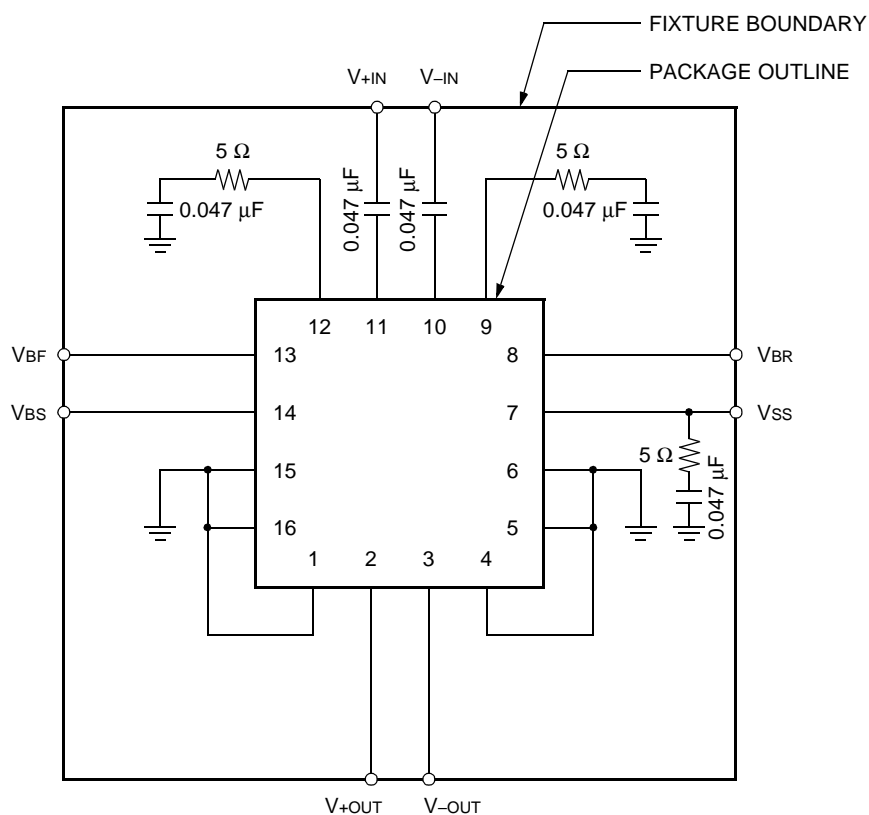 FIXTURE BOUNDARY
PACKAGE OUTLINE
V+IN V–IN
5 Ω
5 Ω
0.047 µF
0.047 µF
0.047 µF
0.047 µF
12 11 10 9
VBF 13 8 VBR
VBS 14 7 VSS
15 6
5 Ω
0.047 µF
16 5
1 2 3 4
V+OUT V–OUT